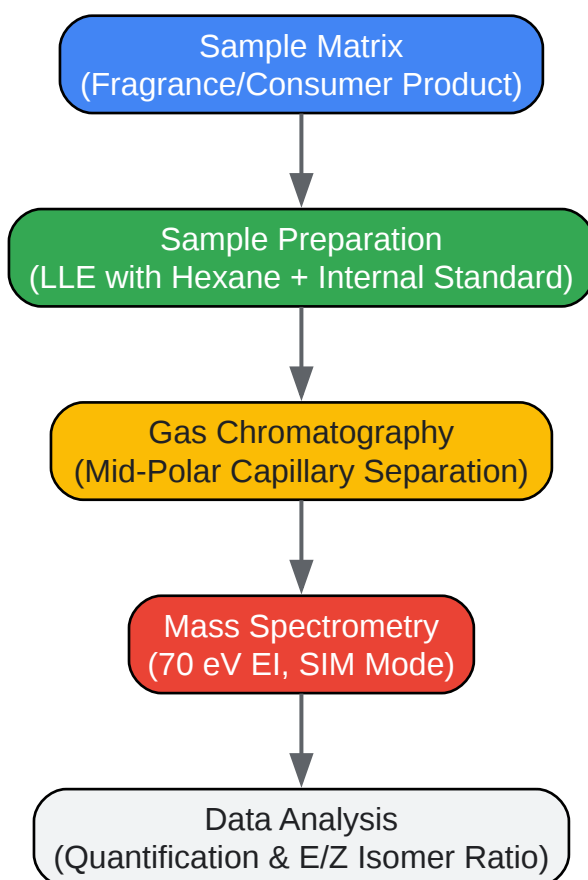 Sample Matrix
(Fragrance/Consumer Product)
Sample Preparation
(LLE with Hexane + Internal Standard)
Gas Chromatography
(Mid-Polar Capillary Separation)
Mass Spectrometry
(70 eV EI, SIM Mode)
Data Analysis
(Quantification & E/Z Isomer Ratio)